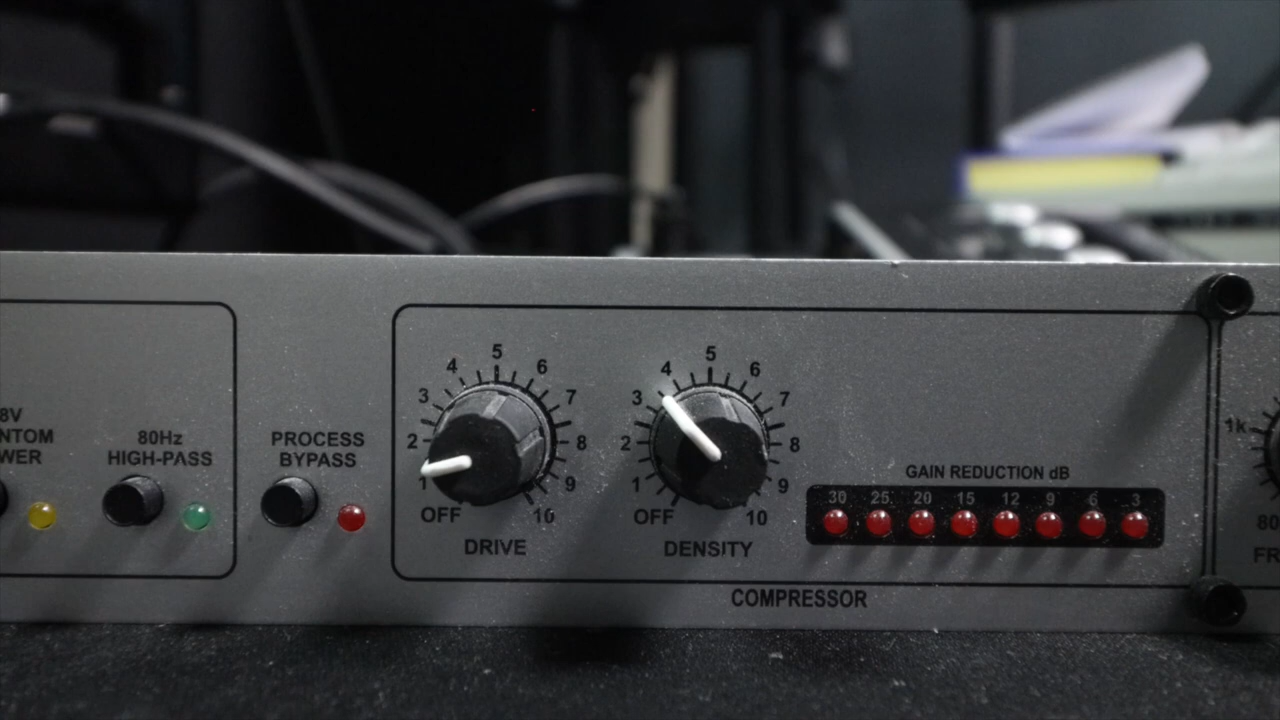 8V
NTOM
WER
80Hz
HIGH-PASS
PROCESS
BYPASS
OFF 1 2 3 4 5 6 7 8 9 10
DRIVE
OFF 1 2 3 4 5 6 7 8 9 10
DENSITY
GAIN REDUCTION dB
30 25 20 15 12 9 6 3
COMPRESSOR
1k
80
FR